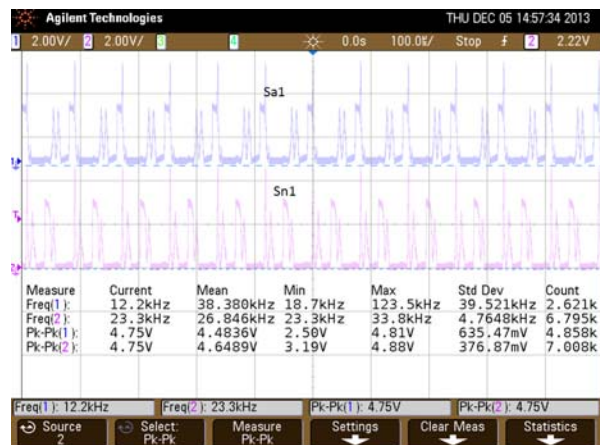 Agilent Technologies THU DEC 05 14:57:34 2013
1 2.00V/ 2 2.00V/ 3 4 0.0s 100.0%/ Stop 2 2.22V
Sa1
Sn1
Measure Current Mean Min Max Std Dev Count
Freq(1): 12.2kHz 38.380kHz 18.7kHz 123.5kHz 39.521kHz 2.621k
Freq(2): 23.3kHz 26.846kHz 23.3kHz 33.8kHz 4.7648kHz 6.795k
Pk-Pk(1): 4.75V 4.4836V 2.50V 4.81V 635.47mV 4.858k
Pk-Pk(2): 4.75V 4.6489V 3.19V 4.88V 376.87mV 7.008k
Freq(1): 12.2kHz Freq(2): 23.3kHz Pk-Pk(1): 4.75V Pk-Pk(2): 4.75V
Source Select: Measure Settings Clear Meas Statistics
2 Pk-Pk Pk-Pk